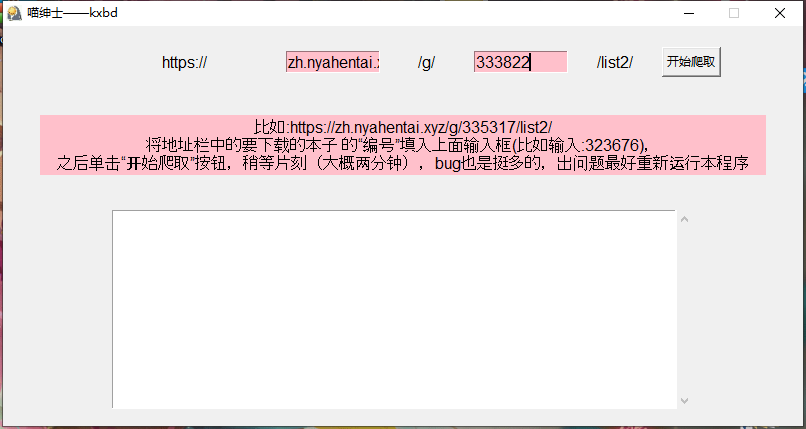 喵绅士——kxbd
https:// zh.nyahentai. /g/ 333822 /list2/ 开始爬取
比如:https://zh.nyahentai.xyz/g/335317/list2/
将地址栏中的要下载的本子 的“编号”填入上面输入框(比如输入:323676),
之后单击“开始爬取”按钮，稍等片刻（大概两分钟），bug也是挺多的，出问题最好重新运行本程序